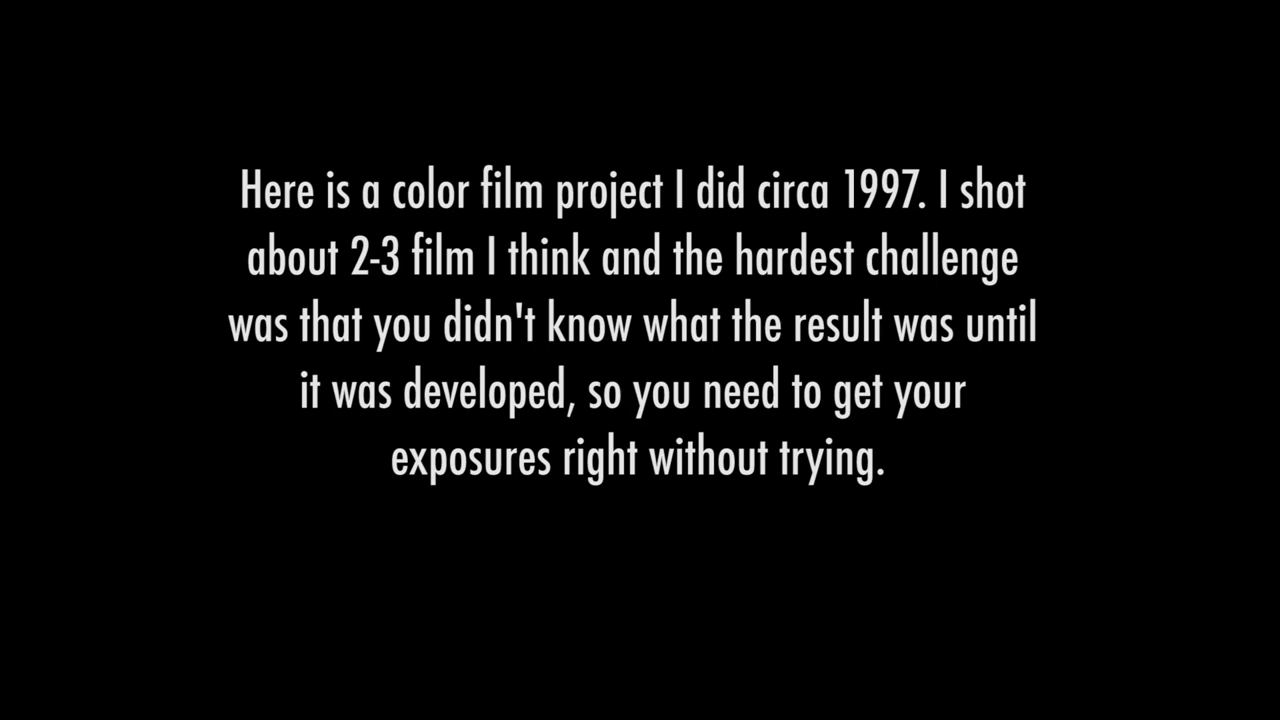 Here is a color film project I did circa 1997. I shot
about 2-3 film I think and the hardest challenge
was that you didn't know what the result was until
it was developed, so you need to get your
exposures right without trying.